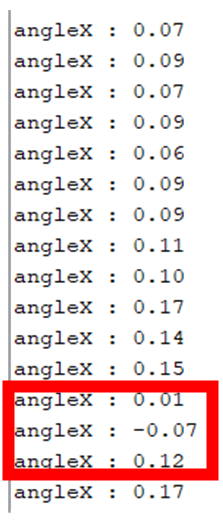 angleX : 0.07
angleX : 0.09
angleX : 0.07
angleX : 0.09
angleX : 0.06
angleX : 0.09
angleX : 0.09
angleX : 0.11
angleX : 0.10
angleX : 0.17
angleX : 0.14
angleX : 0.15
angleX : 0.01
angleX : -0.07
angleX : 0.12
angleX : 0.17